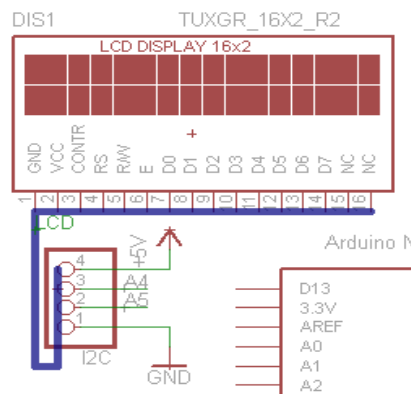 DIS1 TUXGR_16X2_R2
LCD DISPLAY 16x2
GND VCC CONTR RS R/W E D0 D1 D2 D3 D4 D5 D6 D7 NC NC
1 2 3 4 5 6 7 8 9 10 11 12 13 14 15 16
LCD
+5V
Arduino N
4
3 A4
2 A5
1
I2C
GND
D13
3.3V
AREF
A0
A1
A2